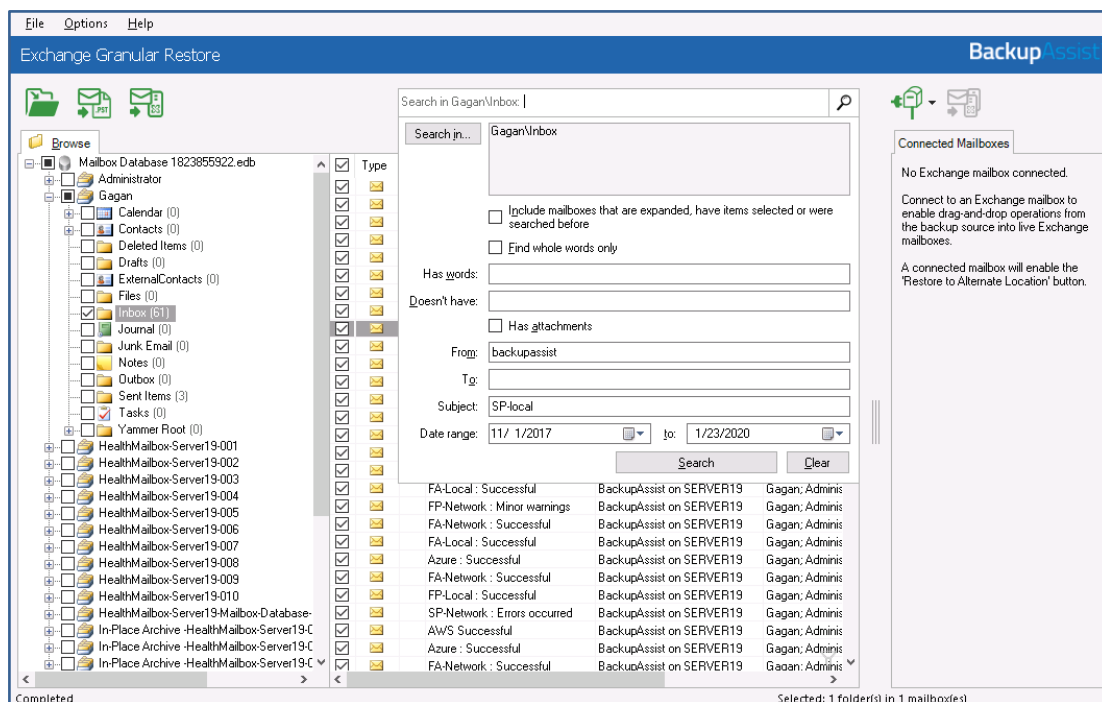 File Options Help
Exchange Granular Restore
BackupAssist
.PST
Search in Gagan\Inbox:
Search in...
Gagan\Inbox
Include mailboxes that are expanded, have items selected or were
searched before
Find whole words only
Has words:
Doesn't have:
Has attachments
From: backupassist
To:
Subject: SP-local
Date range: 11/ 1/2017 to: 1/23/2020
Search Clear
Browse
Mailbox Database 1823855922.edb
Administrator
Gagan
Calendar (0)
Contacts (0)
Deleted Items (0)
Drafts (0)
ExternalContacts (0)
Files (0)
Inbox (61)
Journal (0)
Junk Email (0)
Notes (0)
Outbox (0)
Sent Items (3)
Tasks (0)
Yammer Root (0)
HealthMailbox-Server19-001
HealthMailbox-Server19-002
HealthMailbox-Server19-003
HealthMailbox-Server19-004
HealthMailbox-Server19-005
HealthMailbox-Server19-006
HealthMailbox-Server19-007
HealthMailbox-Server19-008
HealthMailbox-Server19-009
HealthMailbox-Server19-010
HealthMailbox-Server19-Mailbox-Database-
In-Place Archive -HealthMailbox-Server19-0
In-Place Archive -HealthMailbox-Server19-0
In-Place Archive -HealthMailbox-Server19-0
Type
FA-Local : Successful BackupAssist on SERVER19 Gagan; Adminis
FP-Network : Minor warnings BackupAssist on SERVER19 Gagan; Adminis
FA-Network : Successful BackupAssist on SERVER19 Gagan; Adminis
FA-Local : Successful BackupAssist on SERVER19 Gagan; Adminis
Azure : Successful BackupAssist on SERVER19 Gagan; Adminis
FA-Network : Successful BackupAssist on SERVER19 Gagan; Adminis
FP-Local : Successful BackupAssist on SERVER19 Gagan; Adminis
SP-Network : Errors occurred BackupAssist on SERVER19 Gagan; Adminis
AWS Successful BackupAssist on SERVER19 Gagan; Adminis
Azure : Successful BackupAssist on SERVER19 Gagan; Adminis
FA-Network : Successful BackupAssist on SERVER19 Gagan; Adminis
Connected Mailboxes
No Exchange mailbox connected.
Connect to an Exchange mailbox to
enable drag-and-drop operations from
the backup source into live Exchange
mailboxes.
A connected mailbox will enable the
'Restore to Alternate Location' button.
Completed
Selected: 1 folder(s) in 1 mailbox(es)